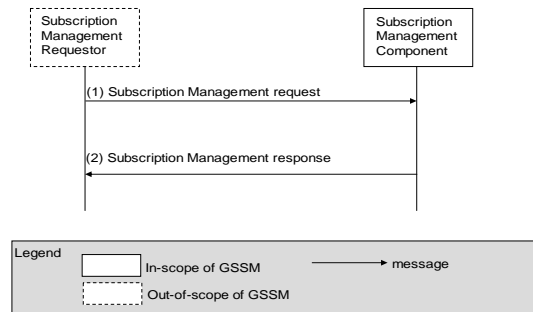 Subscription
Management
Requestor
Subscription
Management
Component
(1) Subscription Management request
(2) Subscription Management response
Legend
In-scope of GSSM
message
Out-of-scope of GSSM